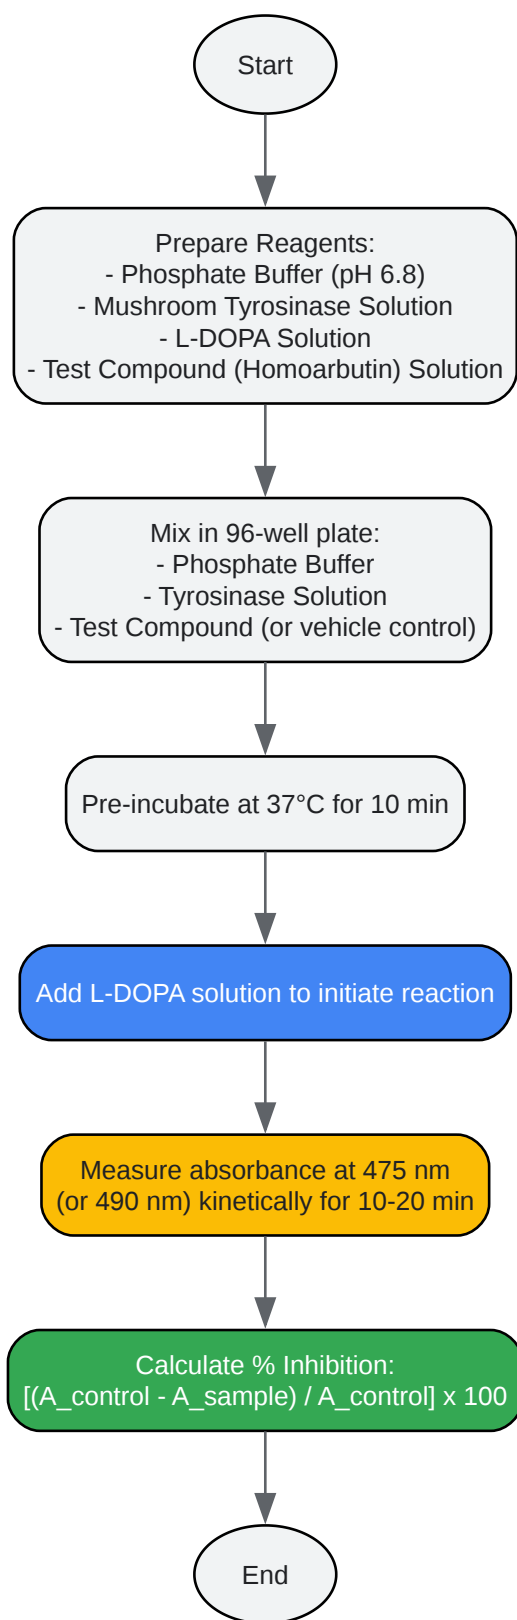 Start
Prepare Reagents:
- Phosphate Buffer (pH 6.8)
- Mushroom Tyrosinase Solution
- L-DOPA Solution
- Test Compound (Homoarbutin) Solution
Mix in 96-well plate:
- Phosphate Buffer
- Tyrosinase Solution
- Test Compound (or vehicle control)
Pre-incubate at 37°C for 10 min
Add L-DOPA solution to initiate reaction
Measure absorbance at 475 nm
(or 490 nm) kinetically for 10-20 min
Calculate % Inhibition:
[(A_control - A_sample) / A_control] x 100
End